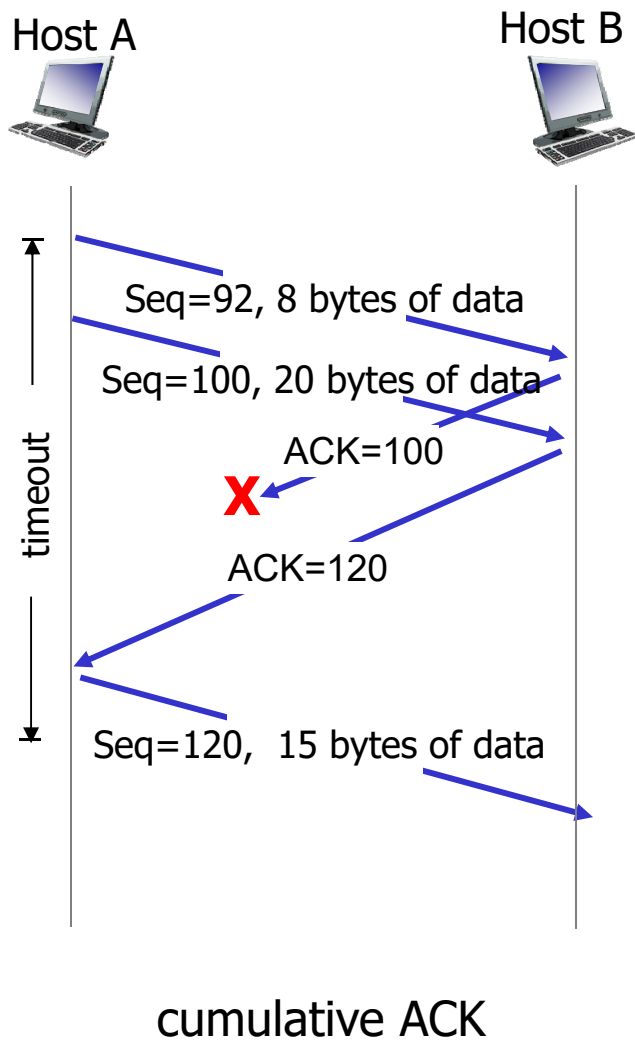 Host A
Host B
Seq=92, 8 bytes of data
Seq=100, 20 bytes of data
ACK=100
X
timeout
ACK=120
Seq=120, 15 bytes of data
cumulative ACK